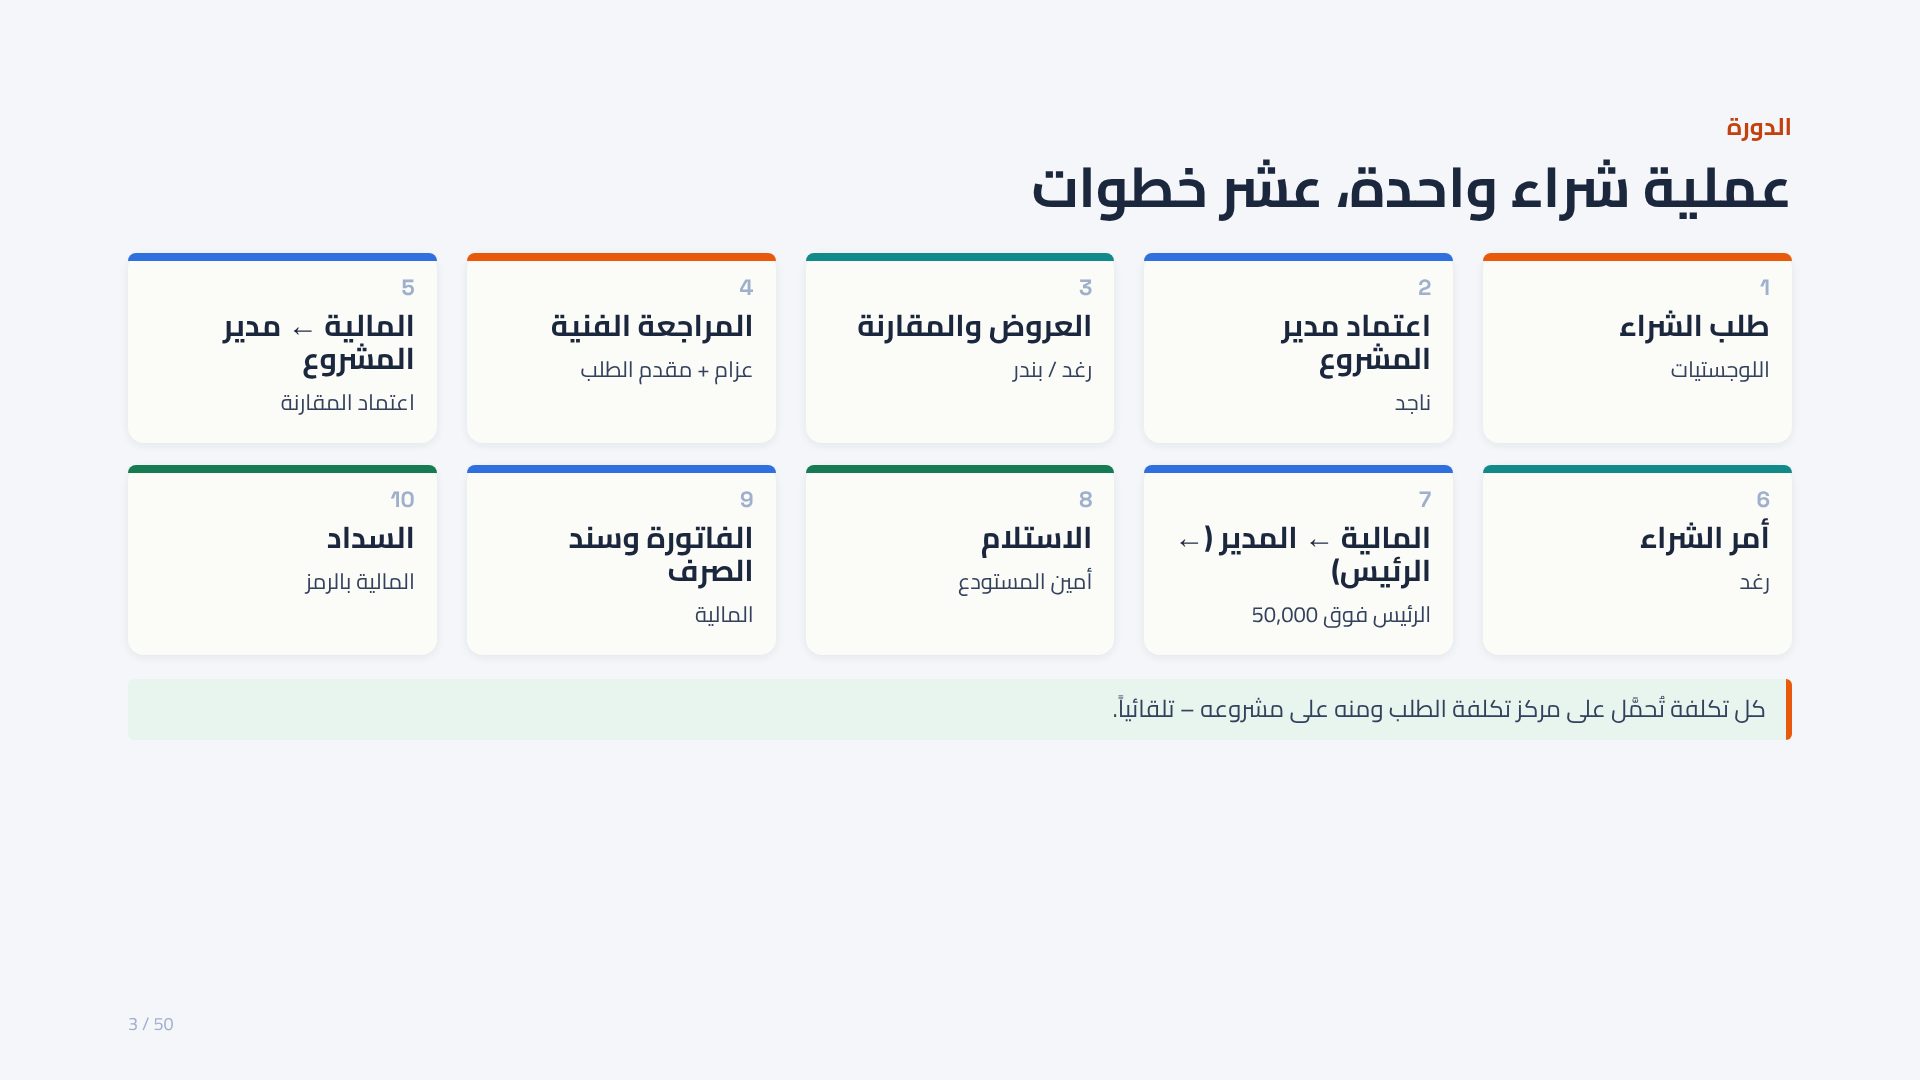 الدورة
عملية شراء واحدة، عشر خطوات
1
طلب الشراء
اللوجستيات
2
اعتماد مدير
المشروع
ناجد
3
العروض والمقارنة
رغد / بندر
4
المراجعة الفنية
عزام + مقدم الطلب
5
المالية ← مدير
المشروع
اعتماد المقارنة
6
أمر الشراء
رغد
7
المالية ← المدير (←
الرئيس)
الرئيس فوق 50,000
8
الاستلام
أمين المستودع
9
الفاتورة وسند
الصرف
المالية
10
السداد
المالية بالرمز
كل تكلفة تُحمَّل على مركز تكلفة الطلب ومنه على مشروعه – تلقائياً.
3 / 50